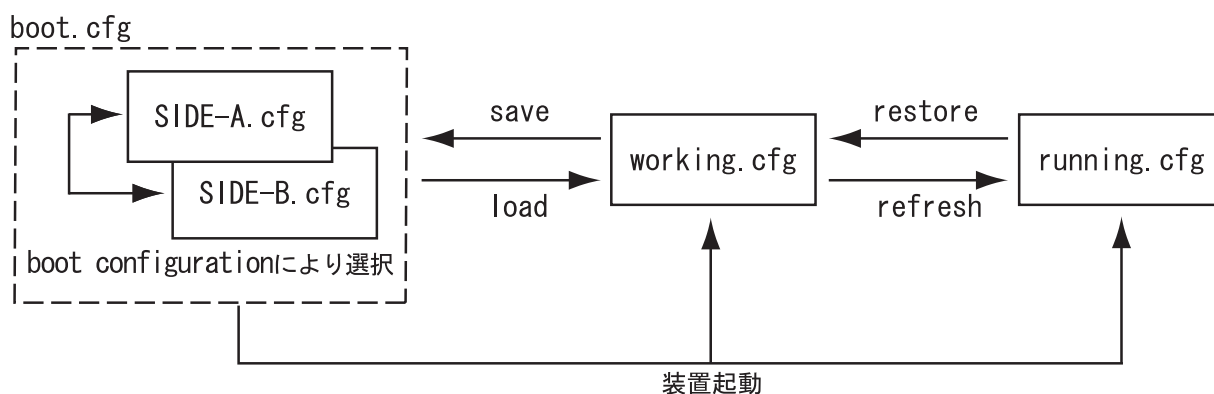 boot.cfg
SIDE-A.cfg
SIDE-B.cfg
boot configurationにより選択
save
load
working.cfg
restore
refresh
running.cfg
装置起動